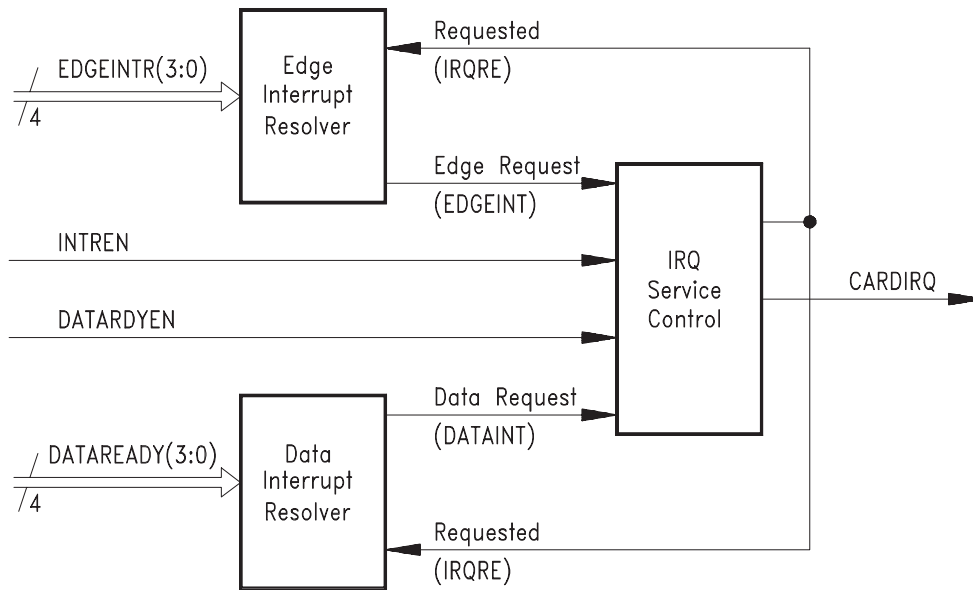 Requested
(IRQRE)
EDGEINTR(3:0)
4
Edge
Interrupt
Resolver
Edge Request
(EDGEINT)
INTREN
IRQ
Service
Control
CARDIRQ
DATARDYEN
Data Request
(DATAINT)
DATAREADY(3:0)
4
Data
Interrupt
Resolver
Requested
(IRQRE)